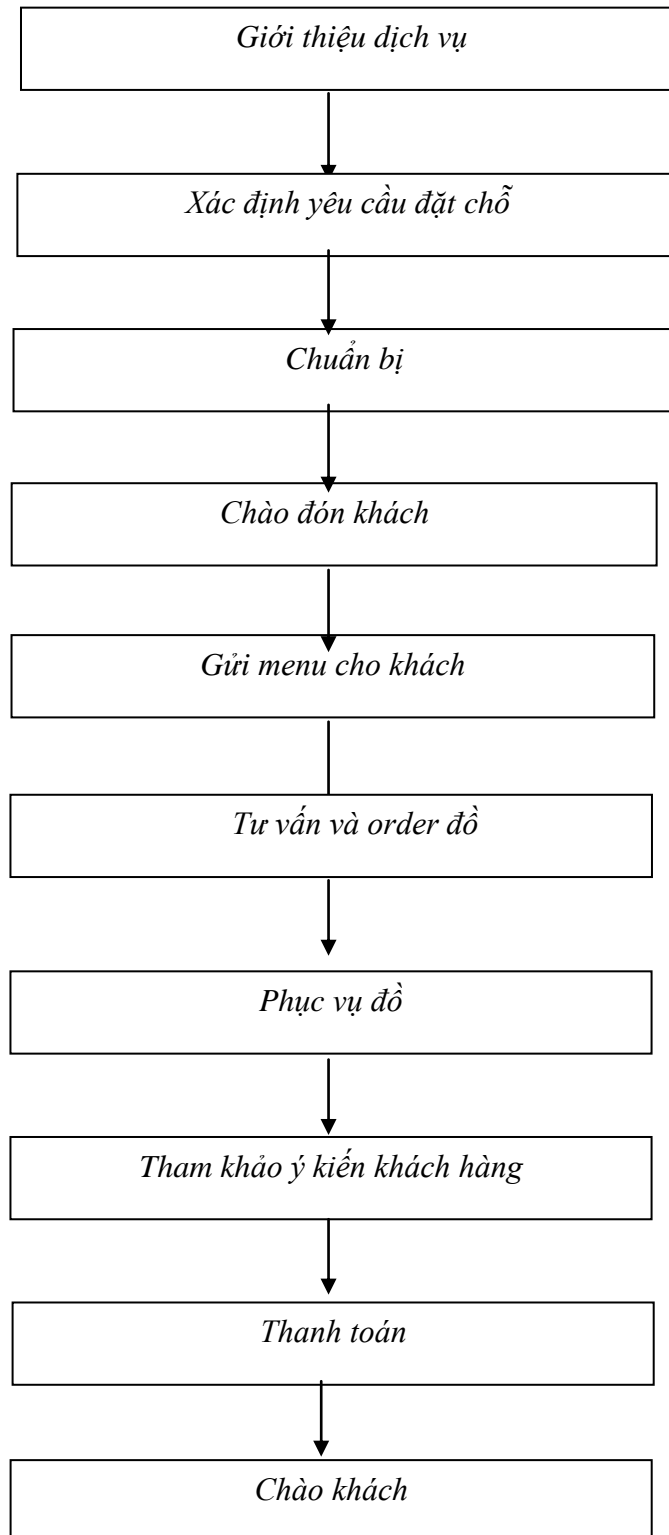 Giới thiệu dịch vụ
Xác định yêu cầu đặt chỗ
Chuẩn bị
Chào đón khách
Gửi menu cho khách
Tư vấn và order đồ
Phục vụ đồ
Tham khảo ý kiến khách hàng
Thanh toán
Chào khách